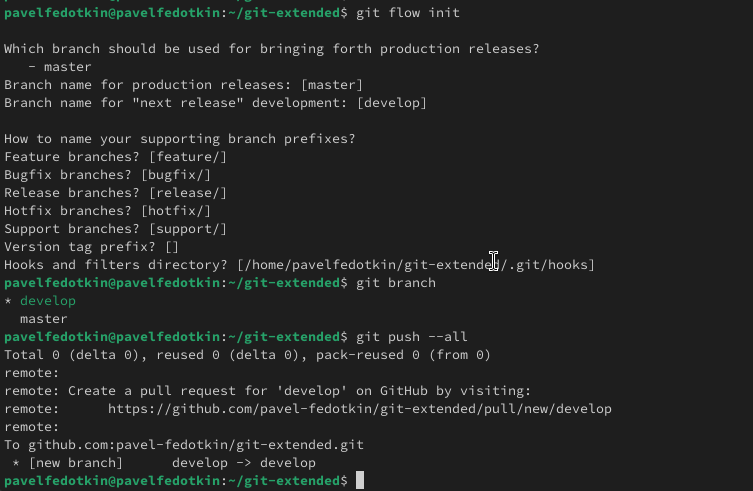 pavelfedotkin@pavelfedotkin:~/git-extended$ git flow init

Which branch should be used for bringing forth production releases?
   - master
Branch name for production releases: [master]
Branch name for "next release" development: [develop]

How to name your supporting branch prefixes?
Feature branches? [feature/]
Bugfix branches? [bugfix/]
Release branches? [release/]
Hotfix branches? [hotfix/]
Support branches? [support/]
Version tag prefix? []
Hooks and filters directory? [/home/pavelfedotkin/git-extended/.git/hooks]
pavelfedotkin@pavelfedotkin:~/git-extended$ git branch
* develop
  master
pavelfedotkin@pavelfedotkin:~/git-extended$ git push --all
Total 0 (delta 0), reused 0 (delta 0), pack-reused 0 (from 0)
remote:
remote: Create a pull request for 'develop' on GitHub by visiting:
remote:      https://github.com/pavel-fedotkin/git-extended/pull/new/develop
remote:
To github.com:pavel-fedotkin/git-extended.git
 * [new branch]      develop -> develop
pavelfedotkin@pavelfedotkin:~/git-extended$